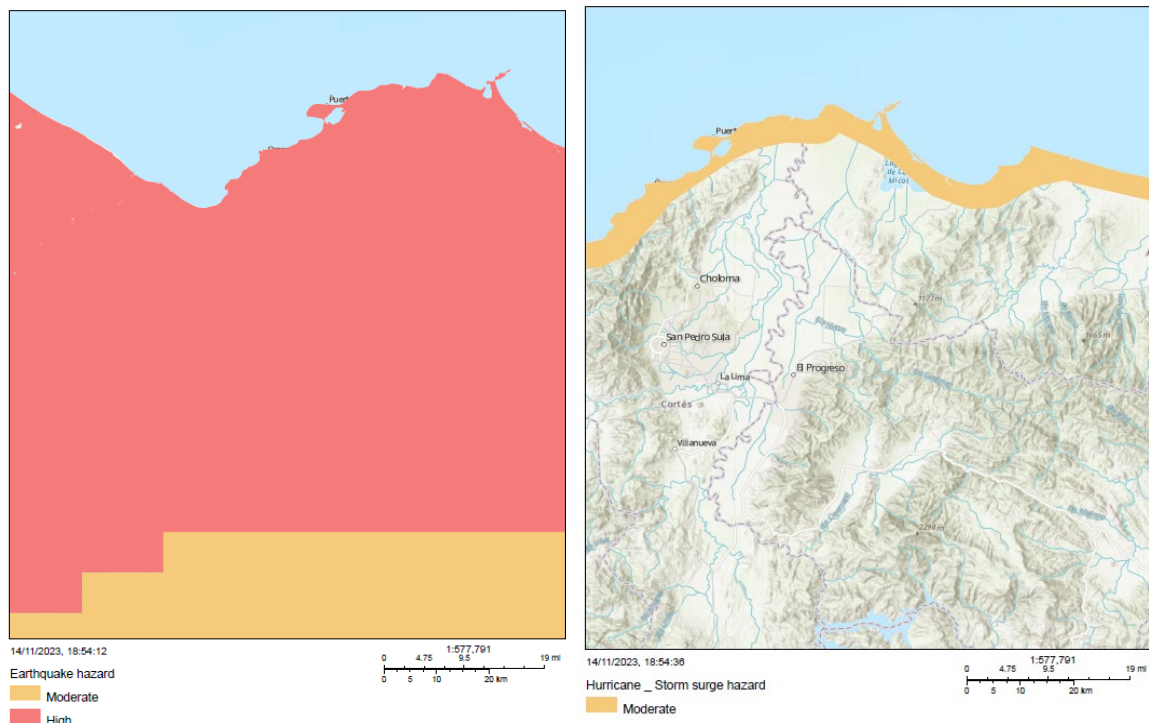 Puert
14/11/2023, 18:54:12
1:577,791
0 4.75 9.5 19 mi
0 5 10 20 km
Earthquake hazard
Moderate
High
Puert
Choloma
1177 m
San Pedro Sula
1665 m
El Progreso
La Lima
Cortés
Villanueva
2298 m
14/11/2023, 18:54:36
1:577,791
0 4.75 9.5 19 mi
0 5 10 20 km
Hurricane _ Storm surge hazard
Moderate